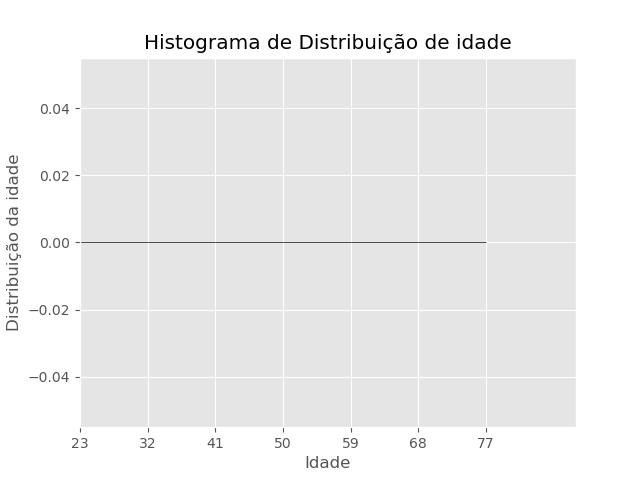 Histograma de Distribuição de idade
Distribuição da idade
0.04
0.02
0.00
−0.02
−0.04
23 32 41 50 59 68 77
Idade